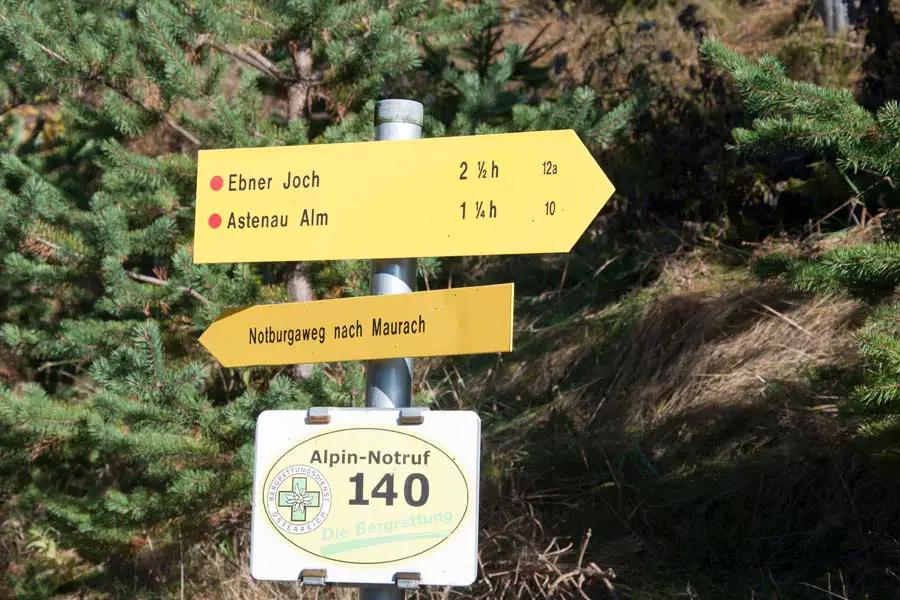 Ebner Joch 2 ½ h 12a
Astenau Alm 1 ¼ h 10
Notburgaweg nach Maurach
Alpin-Notruf
140
BERGRETTUNGSDIENST
ÖSTERREICH
Die Bergrettung